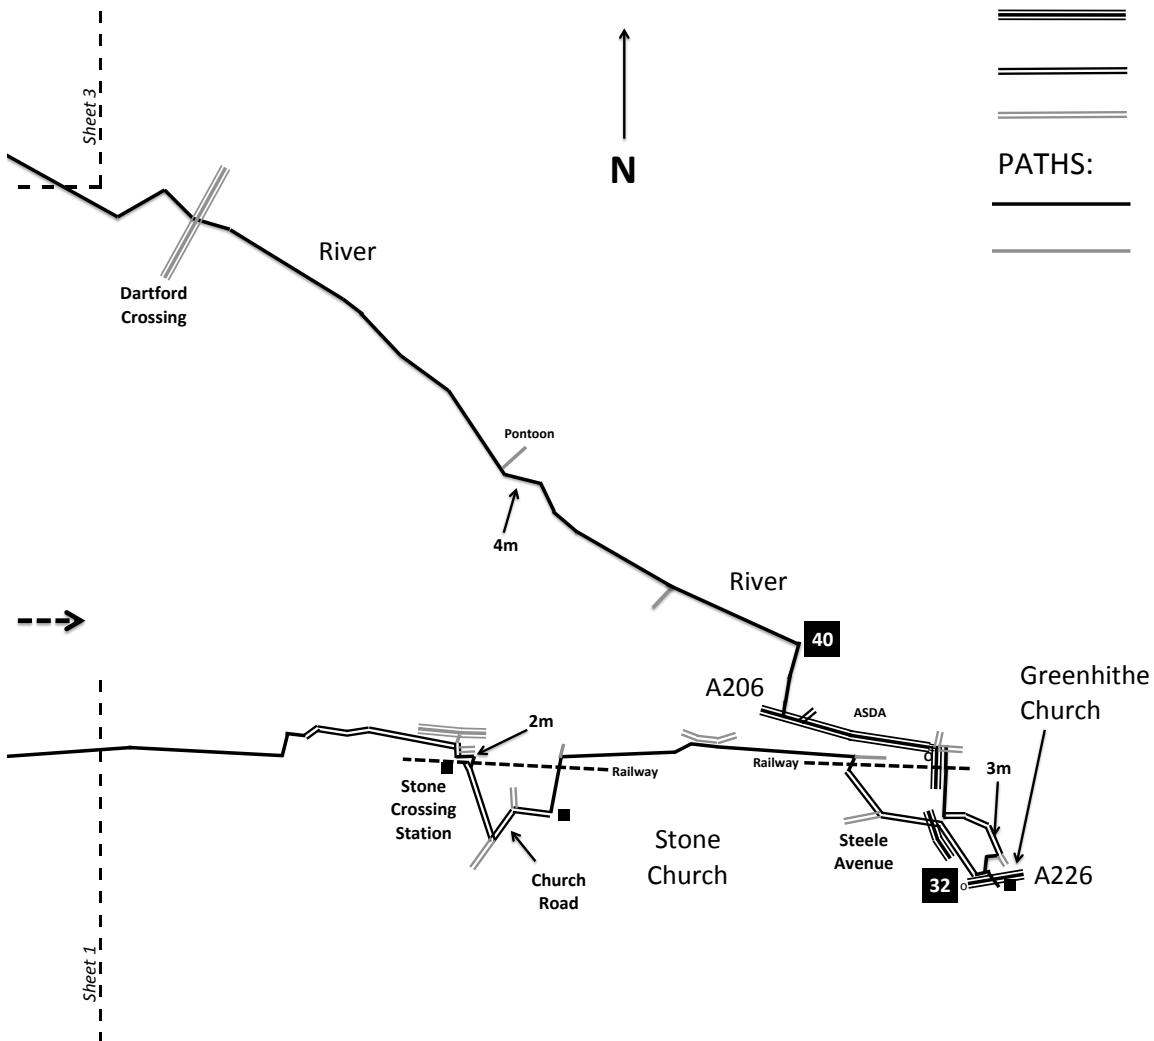 Sheet 3
N
PATHS:
River
Dartford
Crossing
Pontoon
4m
River
40
Greenhithe
Church
A206
ASDA
2m
Railway
Railway
3m
Stone
Crossing
Station
Stone
Church
Steele
Avenue
Church
Road
32
A226
Sheet 1